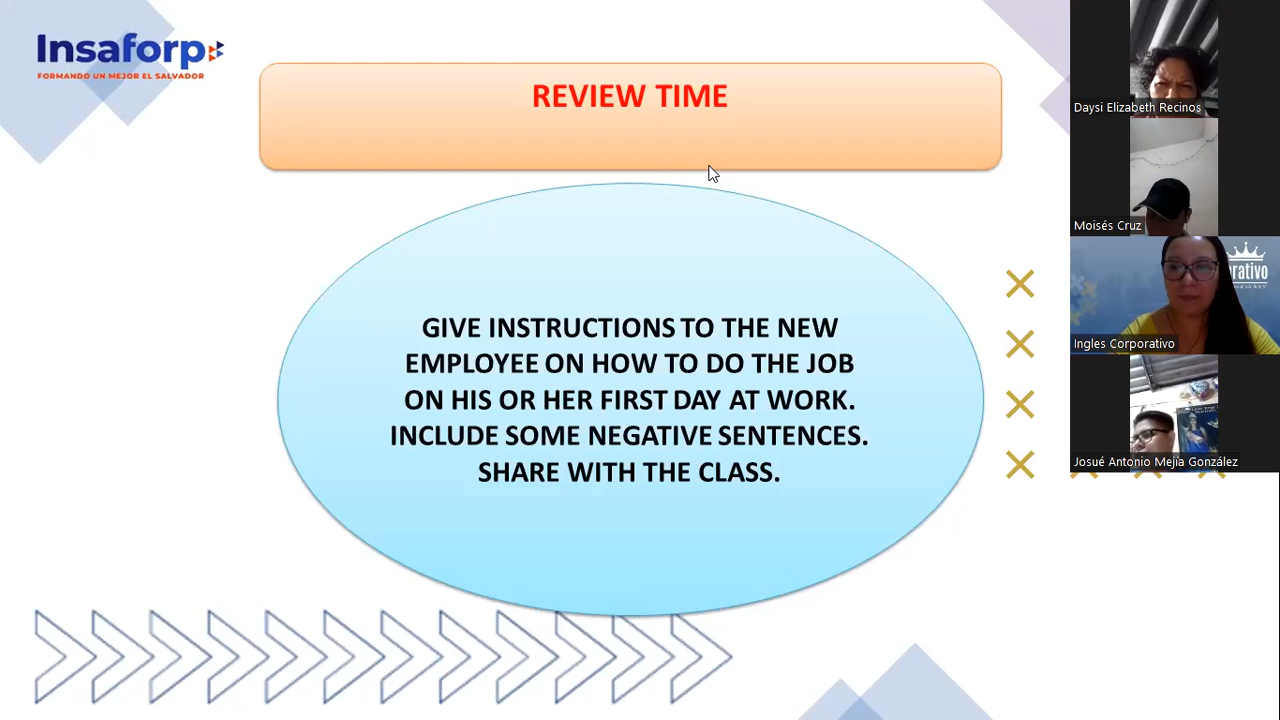 Insaforp
FORMANDO UN MEJOR EL SALVADOR
REVIEW TIME
GIVE INSTRUCTIONS TO THE NEW
EMPLOYEE ON HOW TO DO THE JOB
ON HIS OR HER FIRST DAY AT WORK.
INCLUDE SOME NEGATIVE SENTENCES.
SHARE WITH THE CLASS.
Daysi Elizabeth Recinos
Moisés Cruz
rativo
Ingles Corporativo
Josué Antonio Mejía González